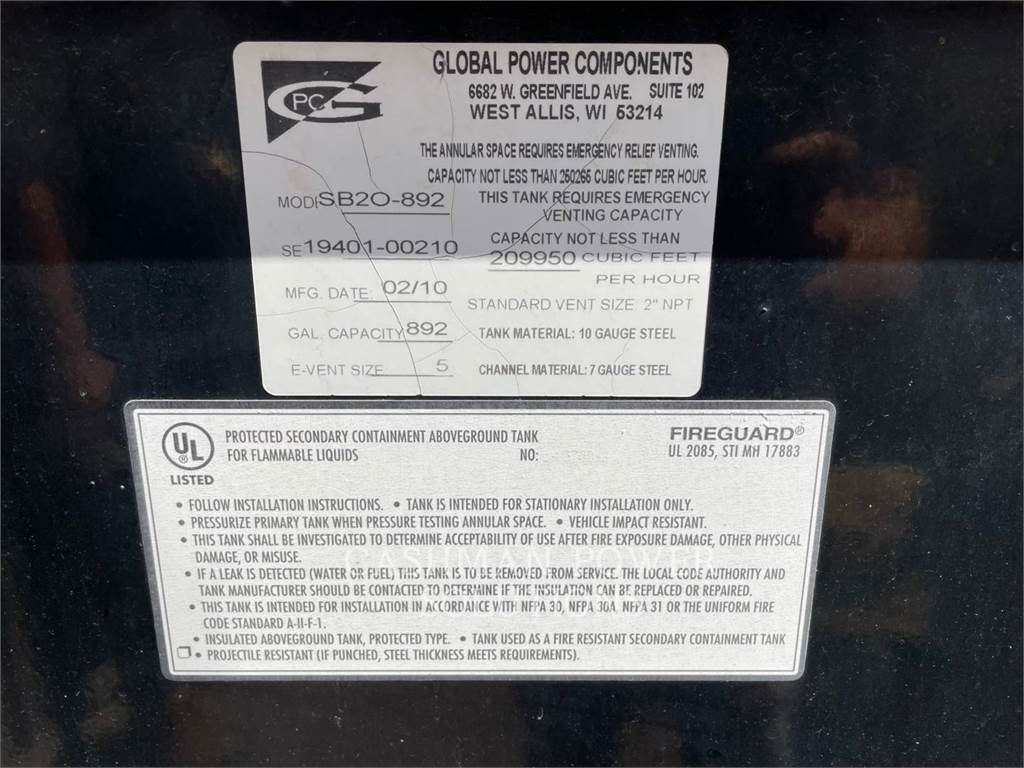 PC G
GLOBAL POWER COMPONENTS
6682 W. GREENFIELD AVE. SUITE 102
WEST ALLIS, WI 53214
THE ANNULAR SPACE REQUIRES EMERGENCY RELIEF VENTING.
CAPACITY NOT LESS THAN 250265 CUBIC FEET PER HOUR.
MOD SB2O-892
THIS TANK REQUIRES EMERGENCY
VENTING CAPACITY
SE 19401-00210
CAPACITY NOT LESS THAN
209950 CUBIC FEET
PER HOUR
MFG. DATE 02/10
STANDARD VENT SIZE 2" NPT
GAL. CAPACITY 892
TANK MATERIAL: 10 GAUGE STEEL
E-VENT SIZE 5
CHANNEL MATERIAL: 7 GAUGE STEEL
UL
LISTED
PROTECTED SECONDARY CONTAINMENT ABOVEGROUND TANK
FOR FLAMMABLE LIQUIDS NO:
FIREGUARD®
UL 2085, STI MH 17883
• FOLLOW INSTALLATION INSTRUCTIONS. • TANK IS INTENDED FOR STATIONARY INSTALLATION ONLY.
• PRESSURIZE PRIMARY TANK WHEN PRESSURE TESTING ANNULAR SPACE. • VEHICLE IMPACT RESISTANT.
• THIS TANK SHALL BE INVESTIGATED TO DETERMINE ACCEPTABILITY OF USE AFTER FIRE EXPOSURE DAMAGE, OTHER PHYSICAL
DAMAGE, OR MISUSE.
• IF A LEAK IS DETECTED (WATER OR FUEL) THIS TANK IS TO BE REMOVED FROM SERVICE. THE LOCAL CODE AUTHORITY AND
TANK MANUFACTURER SHOULD BE CONTACTED TO DETERMINE IF THE INSULATION CAN BE REPLACED OR REPAIRED.
• THIS TANK IS INTENDED FOR INSTALLATION IN ACCORDANCE WITH NFPA 30, NFPA 30A, NFPA 31 OR THE UNIFORM FIRE
CODE STANDARD A-II-F-1.
• INSULATED ABOVEGROUND TANK, PROTECTED TYPE. • TANK USED AS A FIRE RESISTANT SECONDARY CONTAINMENT TANK
• PROJECTILE RESISTANT (IF PUNCHED, STEEL THICKNESS MEETS REQUIREMENTS).
CASHMAN POWER